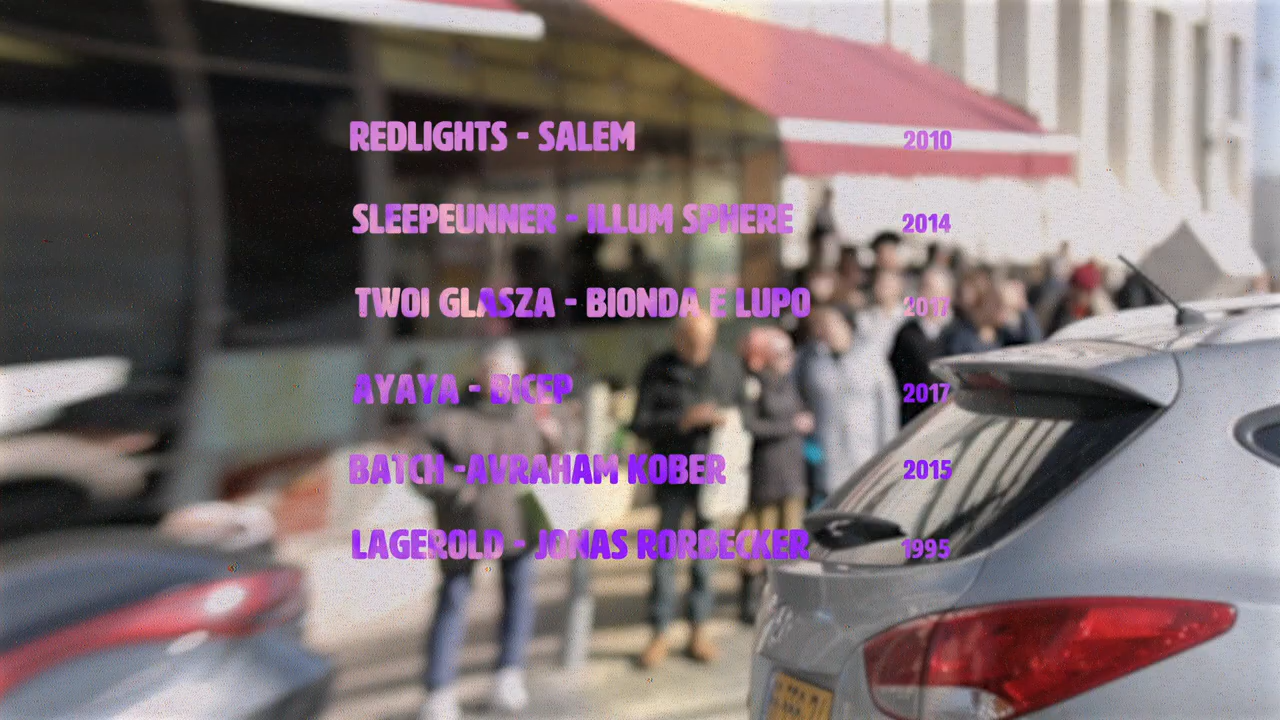 REDLIGHTS - SALEM 2010
SLEEPEUNNER - ILLUM SPHERE 2014
TWOI GLASZA - BIONDA E LUPO 2017
AYAYA - BICEP 2017
BATCH -AVRAHAM KOBER 2015
LAGEROLD - JONAS RORBECKER 1995